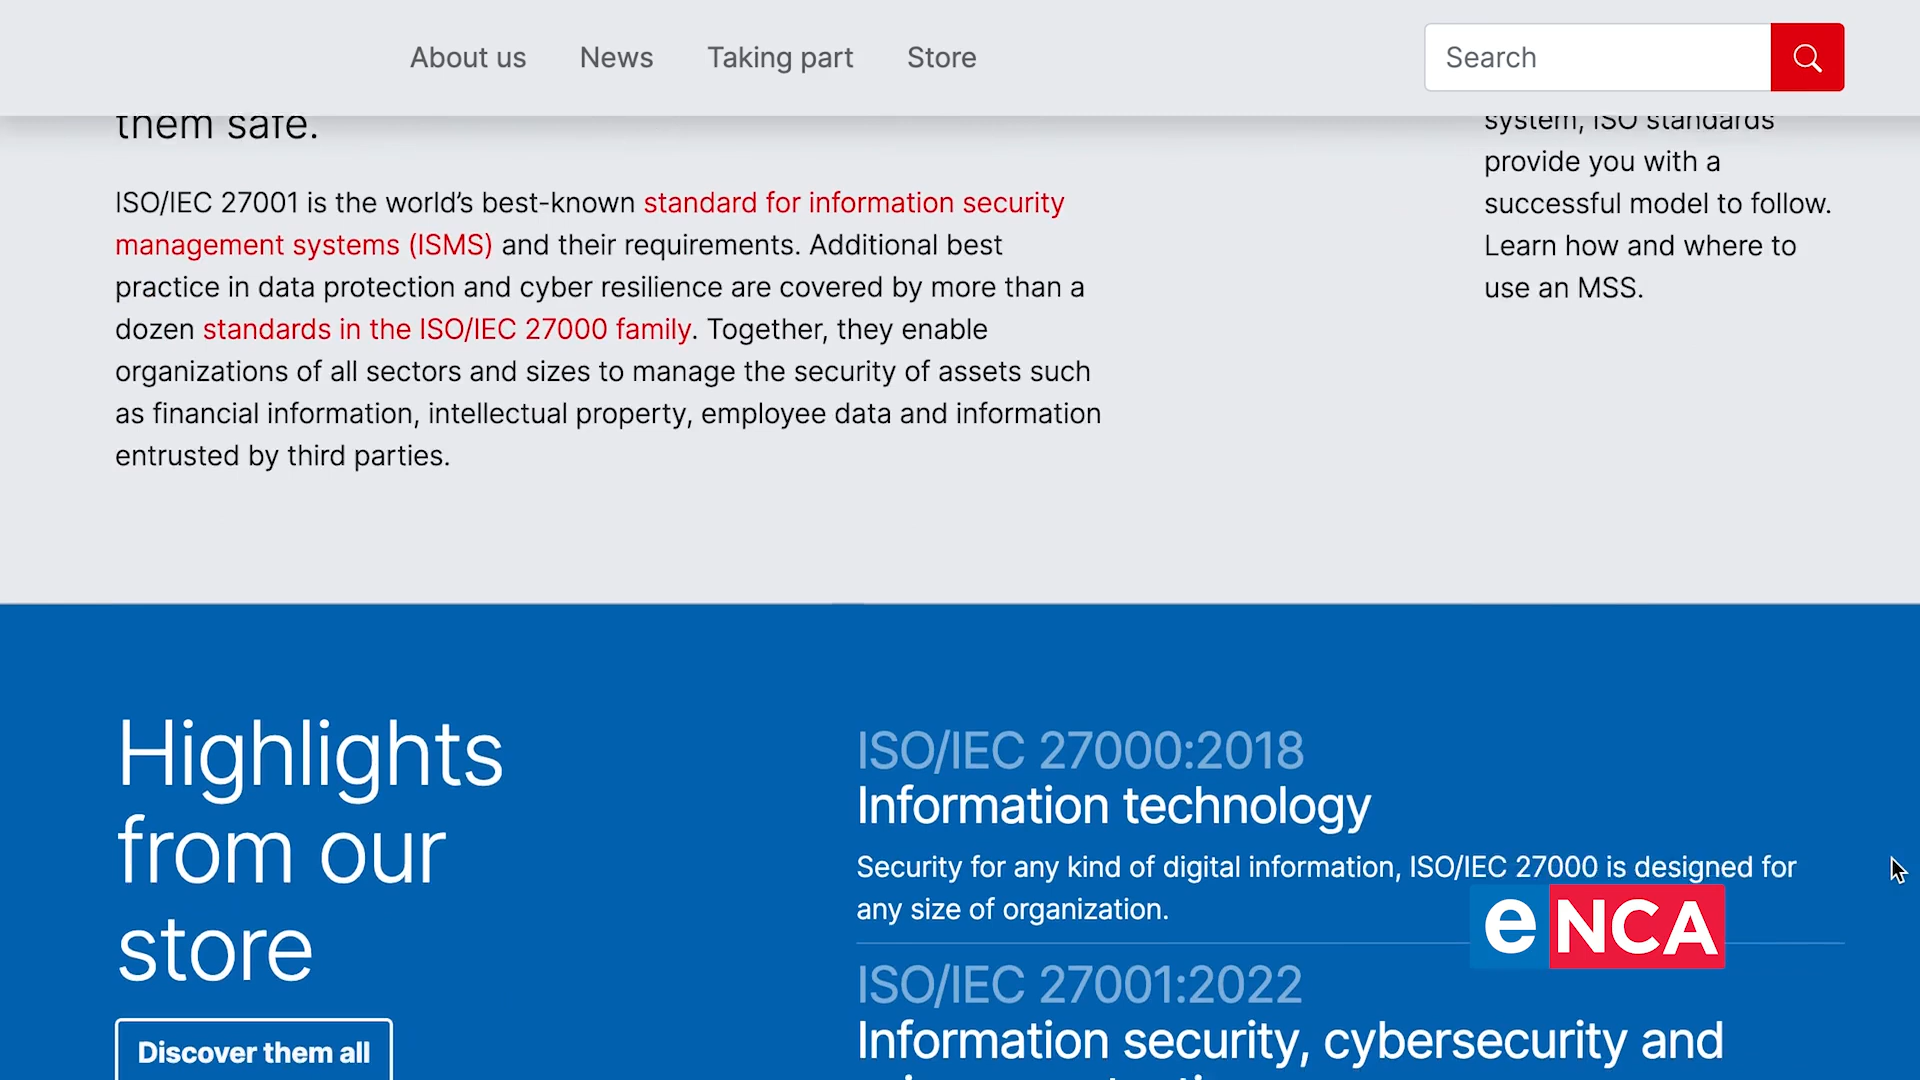 About us
News
Taking part
Store
Search
them safe.
ISO/IEC 27001 is the world’s best-known standard for information security
management systems (ISMS) and their requirements. Additional best
practice in data protection and cyber resilience are covered by more than a
dozen standards in the ISO/IEC 27000 family. Together, they enable
organizations of all sectors and sizes to manage the security of assets such
as financial information, intellectual property, employee data and information
entrusted by third parties.
system, ISO standards
provide you with a
successful model to follow.
Learn how and where to
use an MSS.
Highlights
from our
store
Discover them all
ISO/IEC 27000:2018
Information technology
Security for any kind of digital information, ISO/IEC 27000 is designed for
any size of organization.
ISO/IEC 27001:2022
Information security, cybersecurity and
eNCA